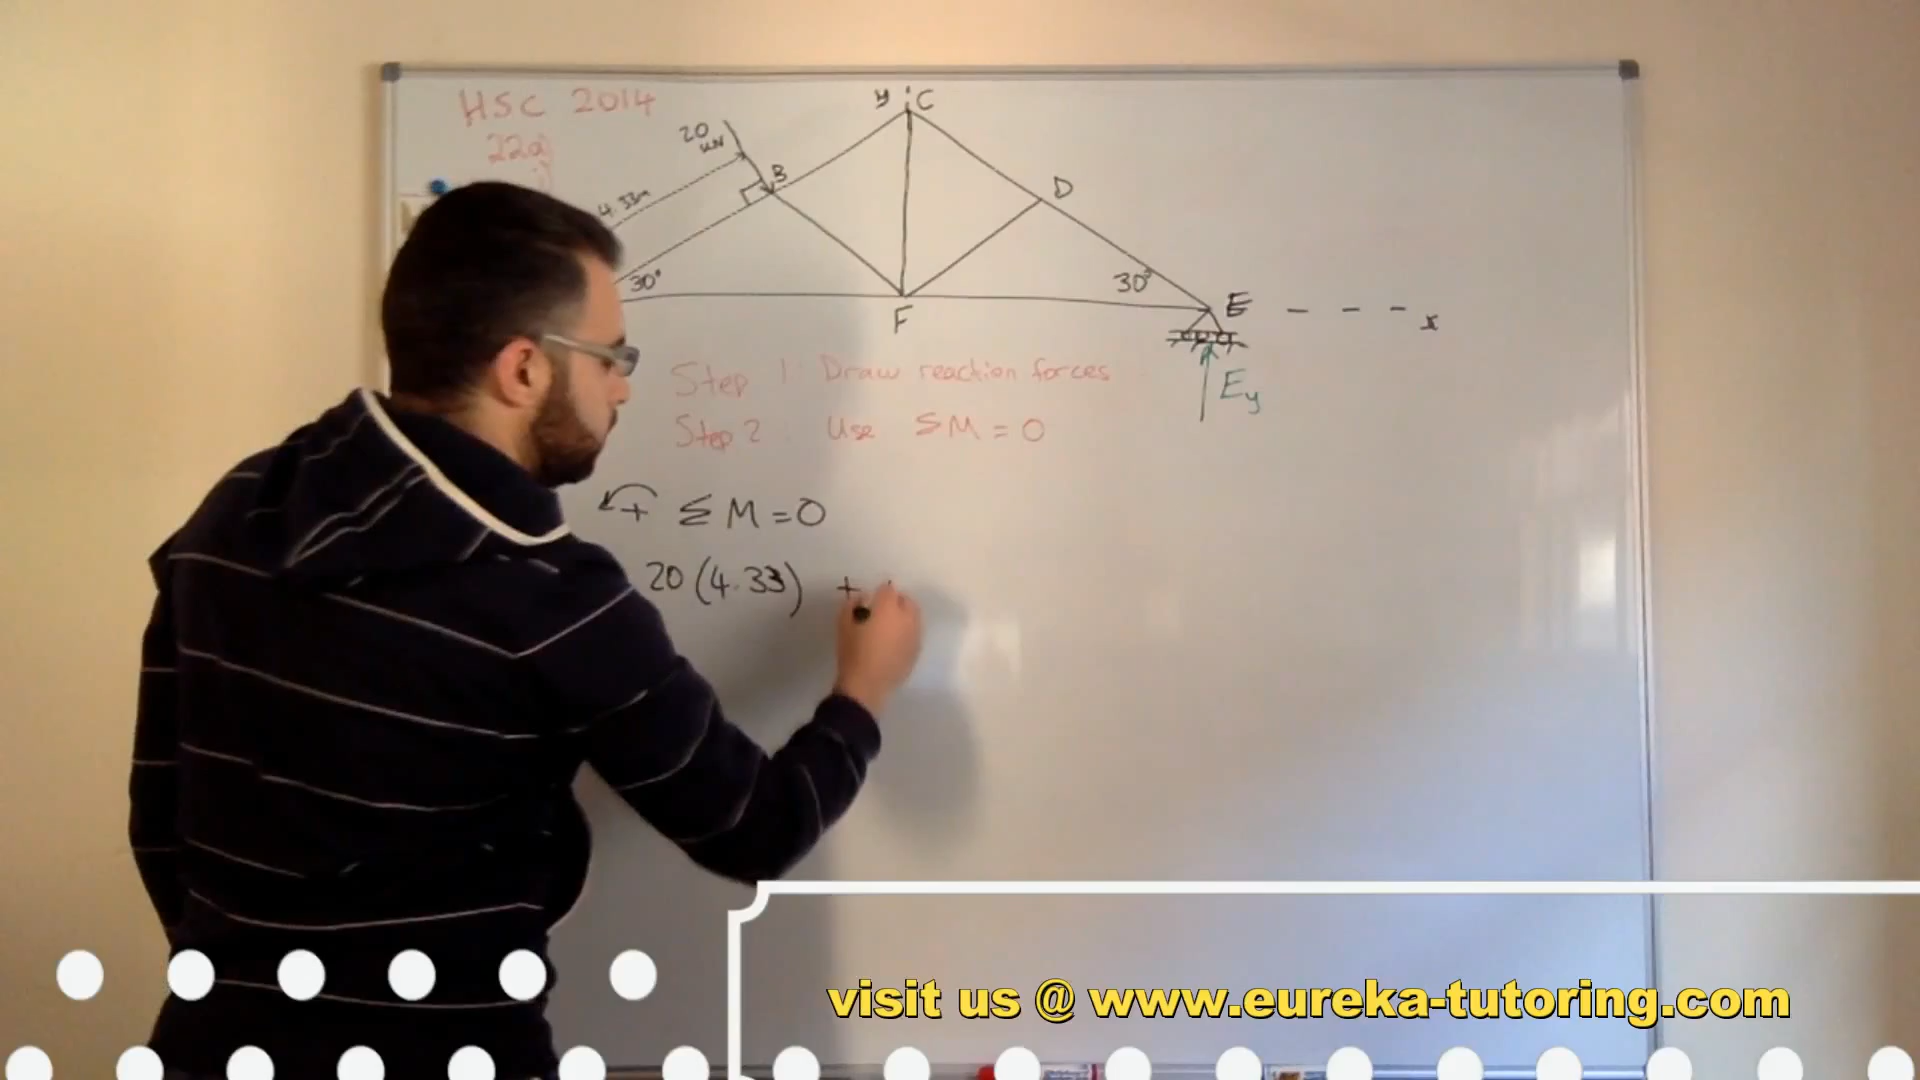 HSC 2014
22a)
i)
y C
20
kN
B
D
4.33m
30°
30°
E
x
F
Step 1: Draw reaction forces
Ey
Step 2: Use ΣM = 0
+ ΣM=0
20(4.33) +
visit us @ www.eureka-tutoring.com